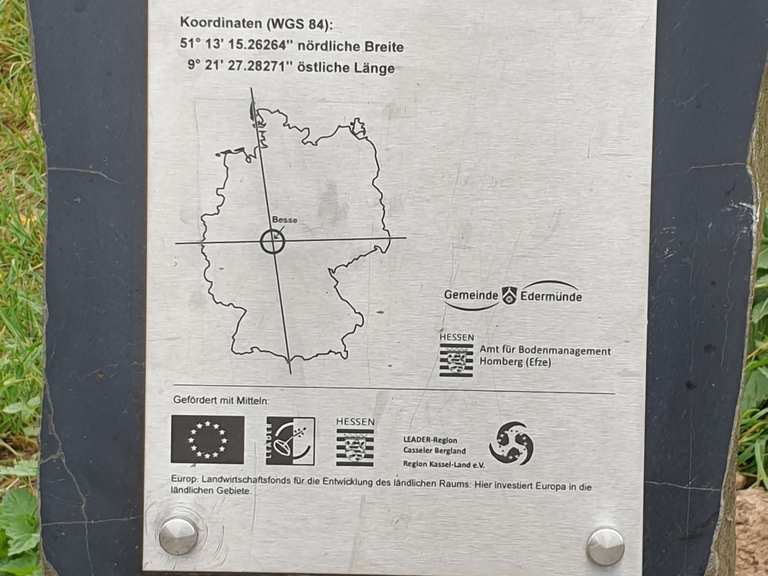 Koordinaten (WGS 84):
51° 13' 15.26264" nördliche Breite
9° 21' 27.28271" östliche Länge
Besse
Gemeinde Edermünde
HESSEN
Amt für Bodenmanagement
Homberg (Efze)
Gefördert mit Mitteln:
LEADER
HESSEN
LEADER-Region
Casseler Bergland
Region Kassel-Land e.V.
Europ. Landwirtschaftsfonds für die Entwicklung des ländlichen Raums: Hier investiert Europa in die
ländlichen Gebiete.